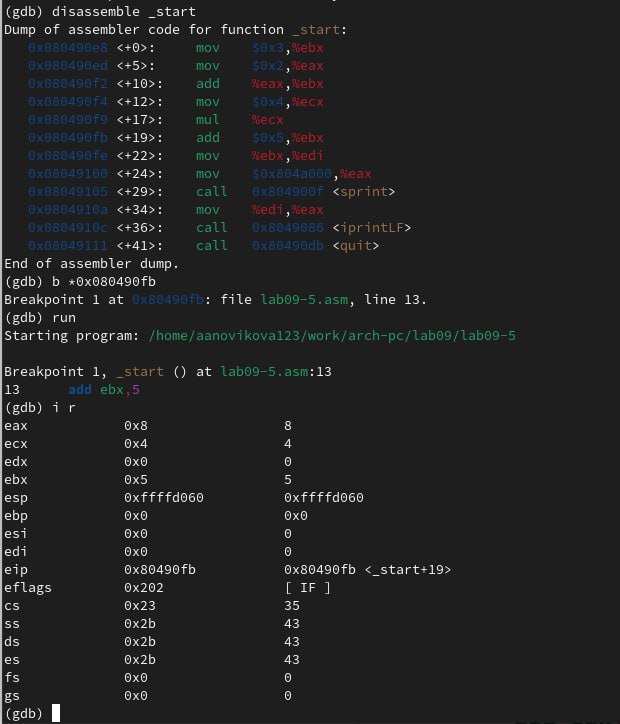 (gdb) disassemble _start
Dump of assembler code for function _start:
   0x080490e8 <+0>:     mov    $0x3,%ebx
   0x080490ed <+5>:     mov    $0x2,%eax
   0x080490f2 <+10>:    add    %eax,%ebx
   0x080490f4 <+12>:    mov    $0x4,%ecx
   0x080490f9 <+17>:    mul    %ecx
   0x080490fb <+19>:    add    $0x5,%ebx
   0x080490fe <+22>:    mov    %ebx,%edi
   0x08049100 <+24>:    mov    $0x804a000,%eax
   0x08049105 <+29>:    call   0x804900f <sprint>
   0x0804910a <+34>:    mov    %edi,%eax
   0x0804910c <+36>:    call   0x8049086 <iprintLF>
   0x08049111 <+41>:    call   0x80490db <quit>
End of assembler dump.
(gdb) b *0x080490fb
Breakpoint 1 at 0x80490fb: file lab09-5.asm, line 13.
(gdb) run
Starting program: /home/aanovikova123/work/arch-pc/lab09/lab09-5

Breakpoint 1, _start () at lab09-5.asm:13
13      add ebx,5
(gdb) i r
eax            0x8                 8
ecx            0x4                 4
edx            0x0                 0
ebx            0x5                 5
esp            0xffffd060          0xffffd060
ebp            0x0                 0x0
esi            0x0                 0
edi            0x0                 0
eip            0x80490fb           0x80490fb <_start+19>
eflags         0x202               [ IF ]
cs             0x23                35
ss             0x2b                43
ds             0x2b                43
es             0x2b                43
fs             0x0                 0
gs             0x0                 0
(gdb)